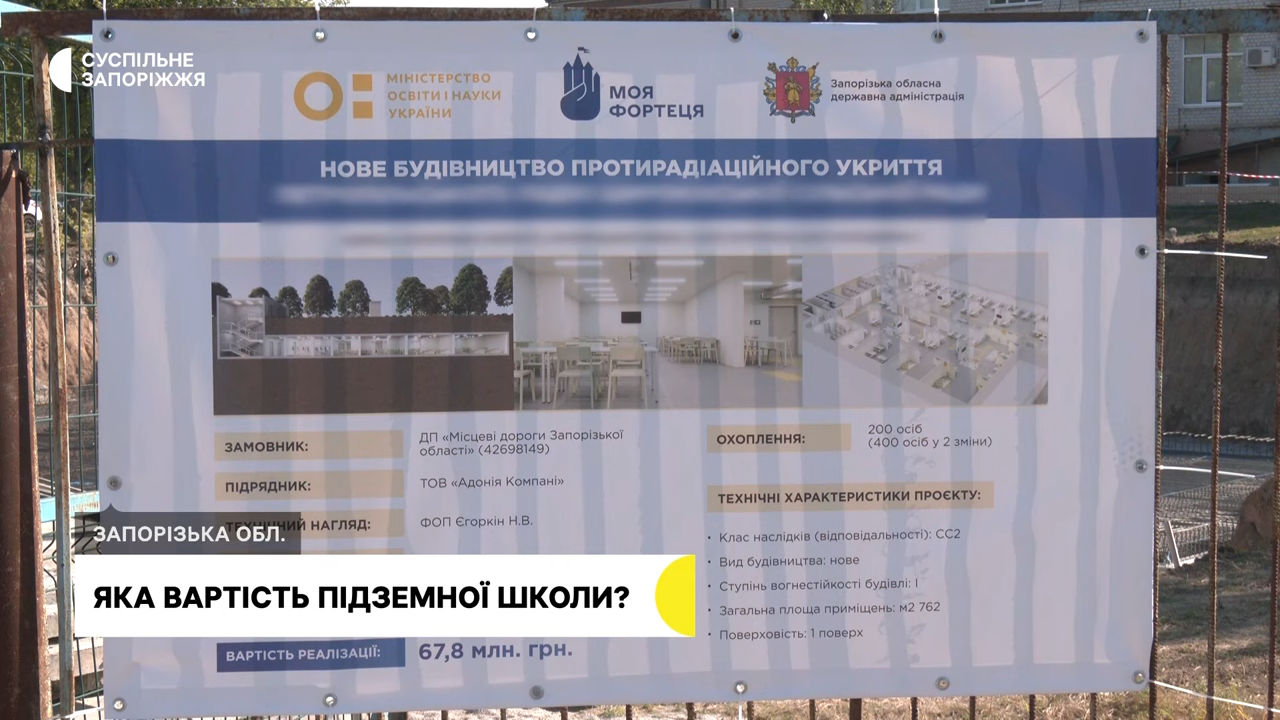 СУСПІЛЬНЕ
ЗАПОРІЖЖЯ
МІНІСТЕРСТВО
ОСВІТИ І НАУКИ
УКРАЇНИ
МОЯ
ФОРТЕЦЯ
Запорізька обласна
державна адміністрація
НОВЕ БУДІВНИЦТВО ПРОТИРАДІАЦІЙНОГО УКРИТТЯ
ЗАМОВНИК:
ДП «Місцеві дороги Запорізької
області» (42698149)
ПІДРЯДНИК:
ТОВ «Адонія Компані»
ТЕХНІЧНИЙ НАГЛЯД:
ФОП Єгоркін Н.В.
ОХОПЛЕННЯ:
200 осіб
(400 осіб у 2 зміни)
ТЕХНІЧНІ ХАРАКТЕРИСТИКИ ПРОЄКТУ:
• Клас наслідків (відповідальності): СС2
• Вид будівництва: нове
• Ступінь вогнестійкості будівлі: І
• Загальна площа приміщень: м2 762
• Поверховість: 1 поверх
ЗАПОРІЗЬКА ОБЛ.
ЯКА ВАРТІСТЬ ПІДЗЕМНОЇ ШКОЛИ?
ВАРТІСТЬ РЕАЛІЗАЦІЇ:
67,8 млн. грн.